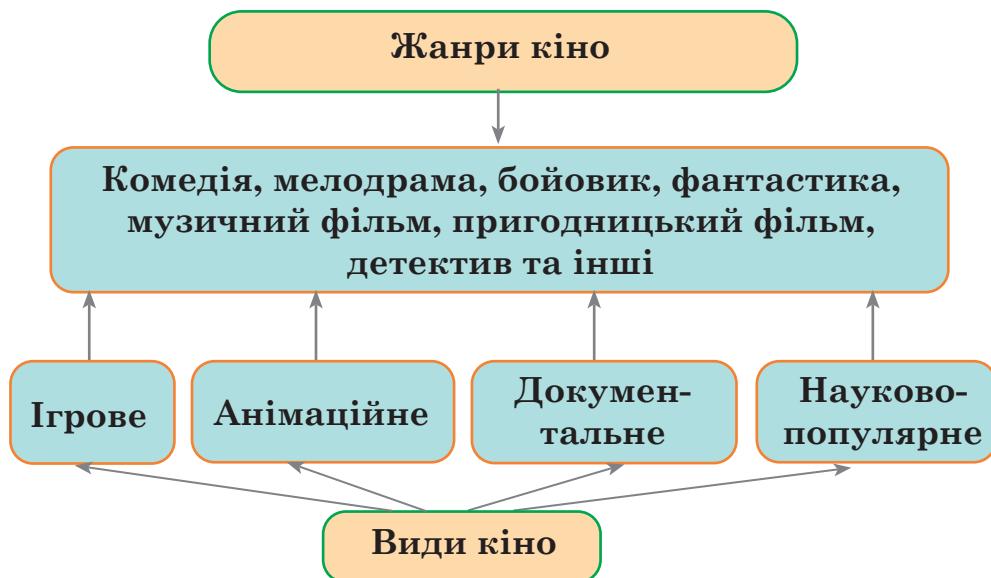 Жанри кіно
Комедія, мелодрама, бойовик, фантастика,
музичний фільм, пригодницький фільм,
детектив та інші
Ігрове
Анімаційне
Докумен-
тальне
Науково-
популярне
Види кіно